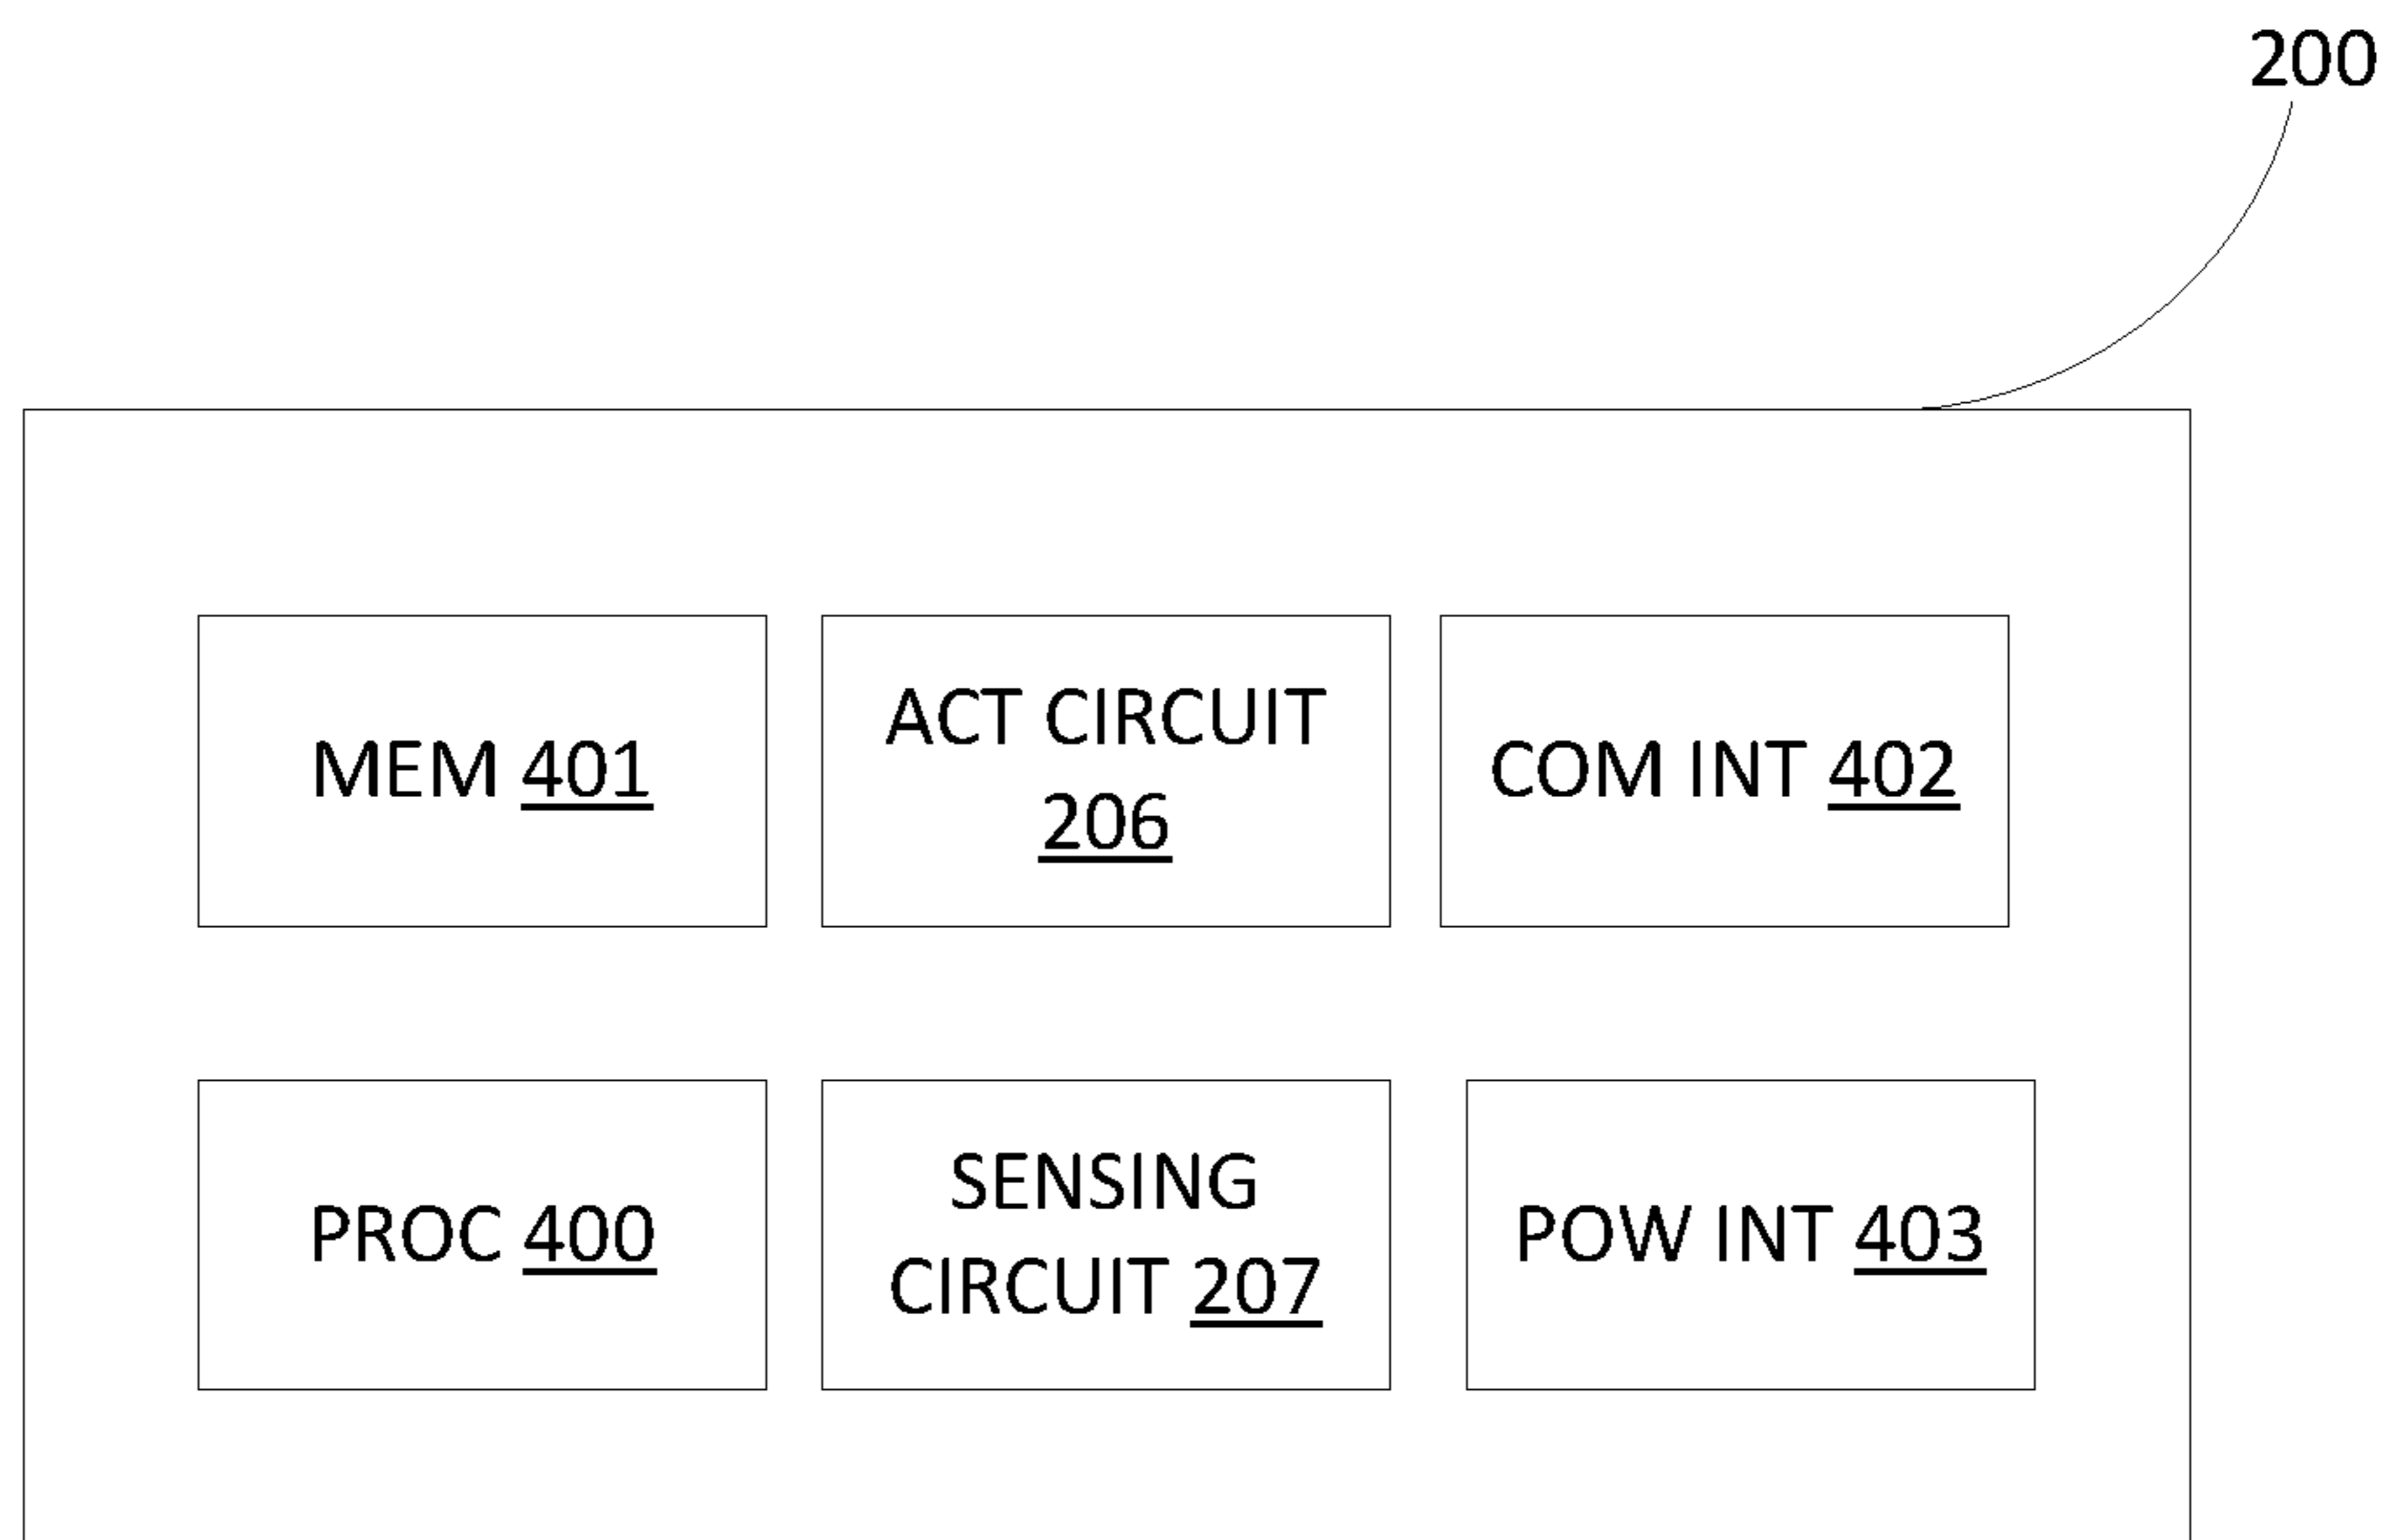 200
MEM 401
ACT CIRCUIT
206
COM INT 402
PROC 400
SENSING
CIRCUIT 207
POW INT 403